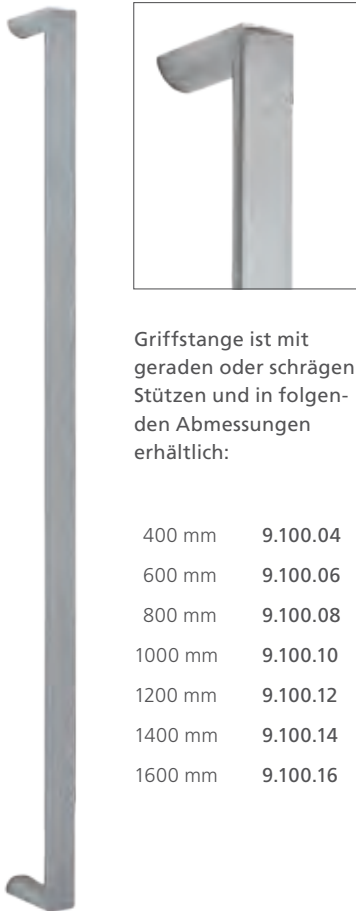 Griffstange ist mit
geraden oder schrägen
Stützen und in folgen-
den Abmessungen
erhältlich:
400 mm 9.100.04
600 mm 9.100.06
800 mm 9.100.08
1000 mm 9.100.10
1200 mm 9.100.12
1400 mm 9.100.14
1600 mm 9.100.16